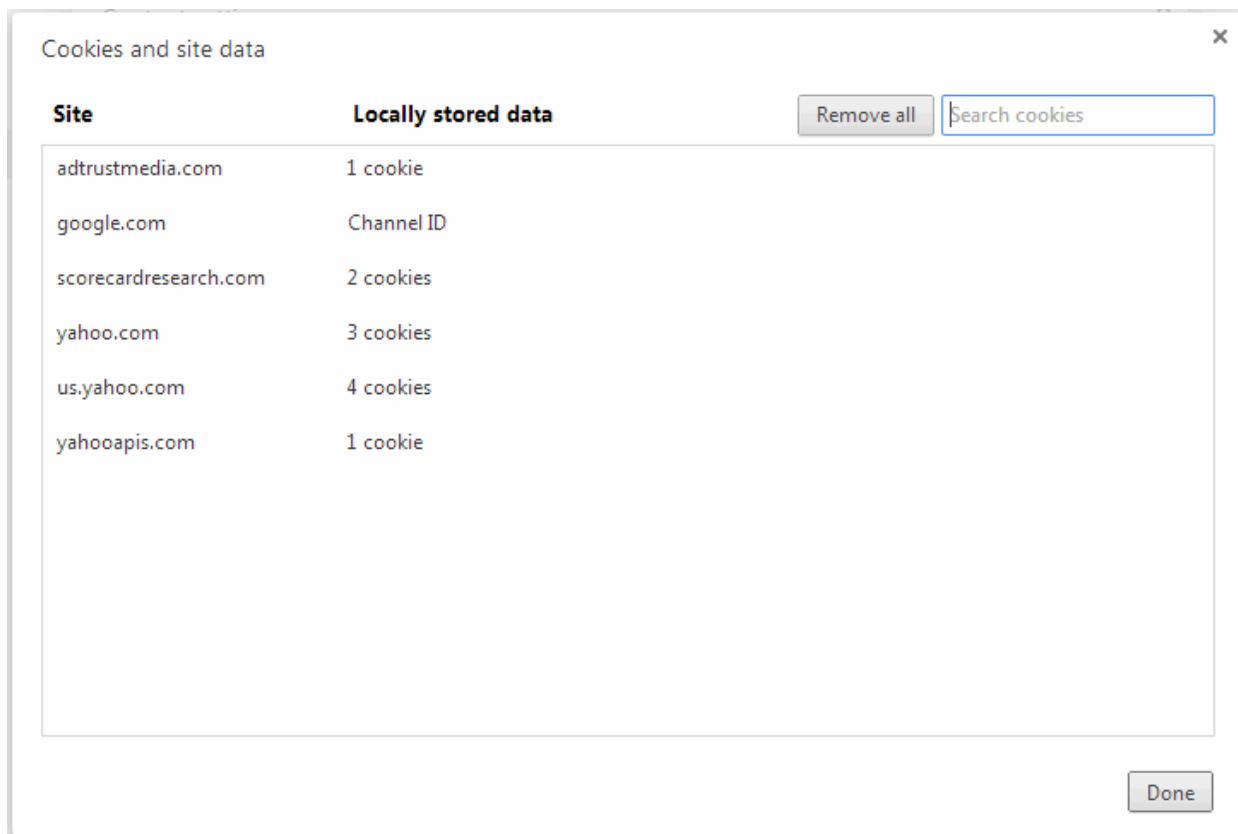 Cookies and site data
×
Site Locally stored data Remove all Search cookies
adtrustmedia.com 1 cookie
google.com Channel ID
scorecardresearch.com 2 cookies
yahoo.com 3 cookies
us.yahoo.com 4 cookies
yahooapis.com 1 cookie
Done